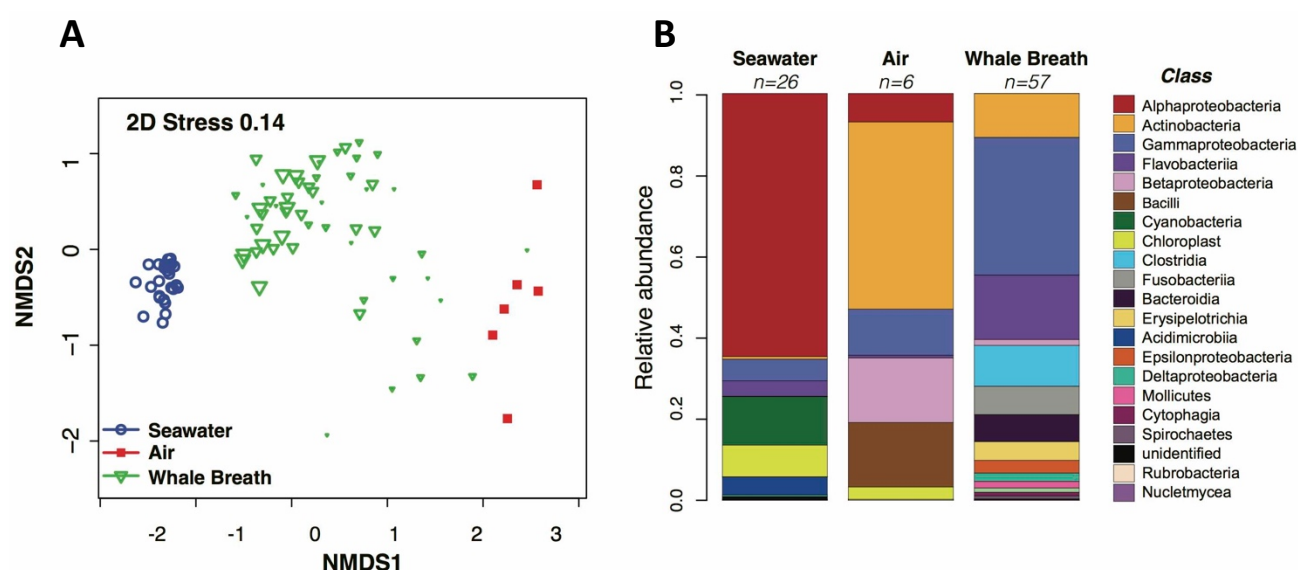 A
2D Stress 0.14
NMDS2
1
0
−1
−2
Seawater
Air
Whale Breath
-2
-1
0
1
2
3
NMDS1
B
Seawater
n=26
Air
n=6
Whale Breath
n=57
Relative abundance
1.0
0.8
0.6
0.4
0.2
0.0
Class
Alphaproteobacteria
Actinobacteria
Gammaproteobacteria
Flavobacteriia
Betaproteobacteria
Bacilli
Cyanobacteria
Chloroplast
Clostridia
Fusobacteriia
Bacteroidia
Erysipelotrichia
Acidimicrobiia
Epsilonproteobacteria
Deltaproteobacteria
Mollicutes
Cytophagia
Spirochaetes
unidentified
Rubrobacteria
Nucletmycea